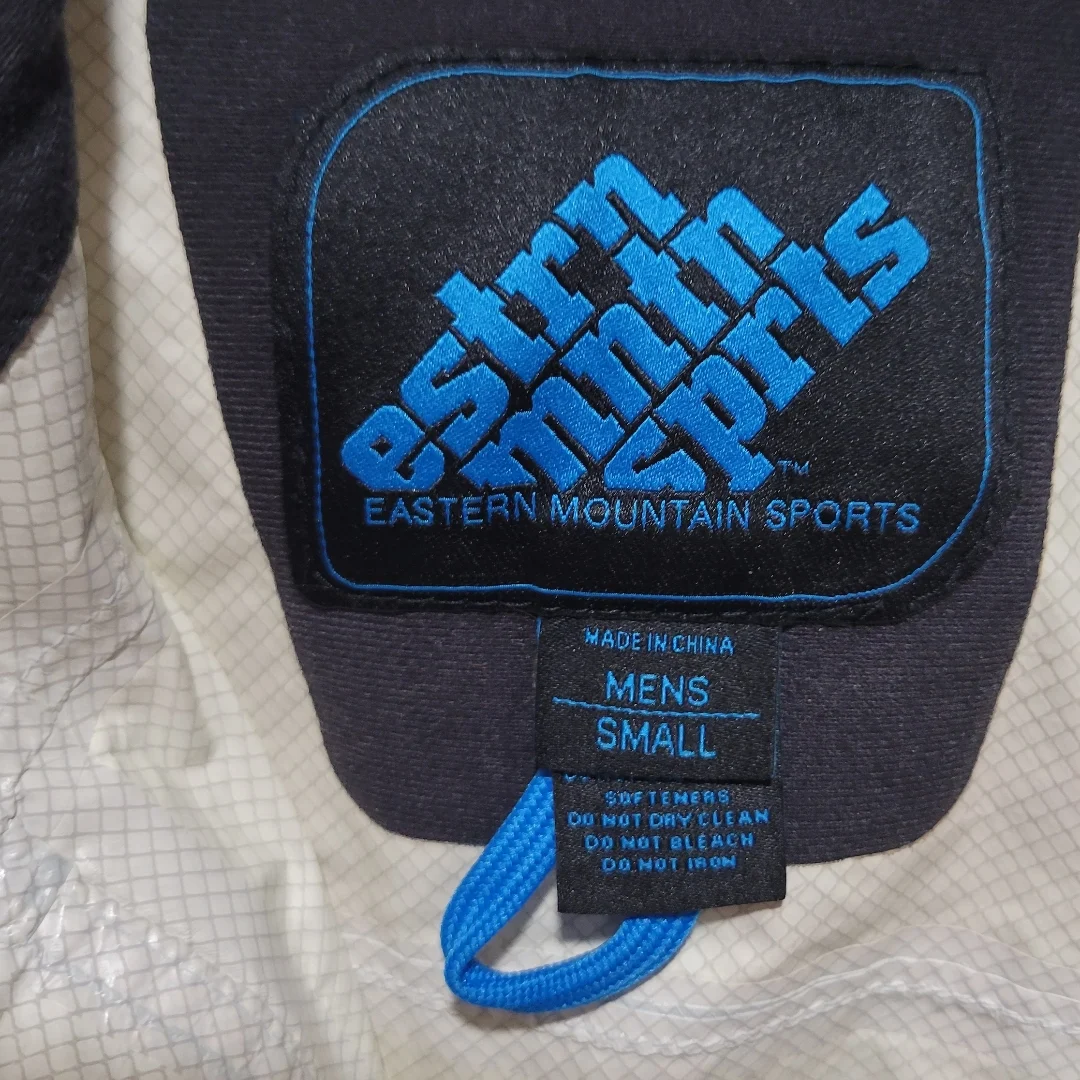 estrn
mntn
sprts
TM
EASTERN MOUNTAIN SPORTS
MADE IN CHINA
MENS
SMALL
SOFTENERS
DO NOT DRY CLEAN
DO NOT BLEACH
DO NOT IRON